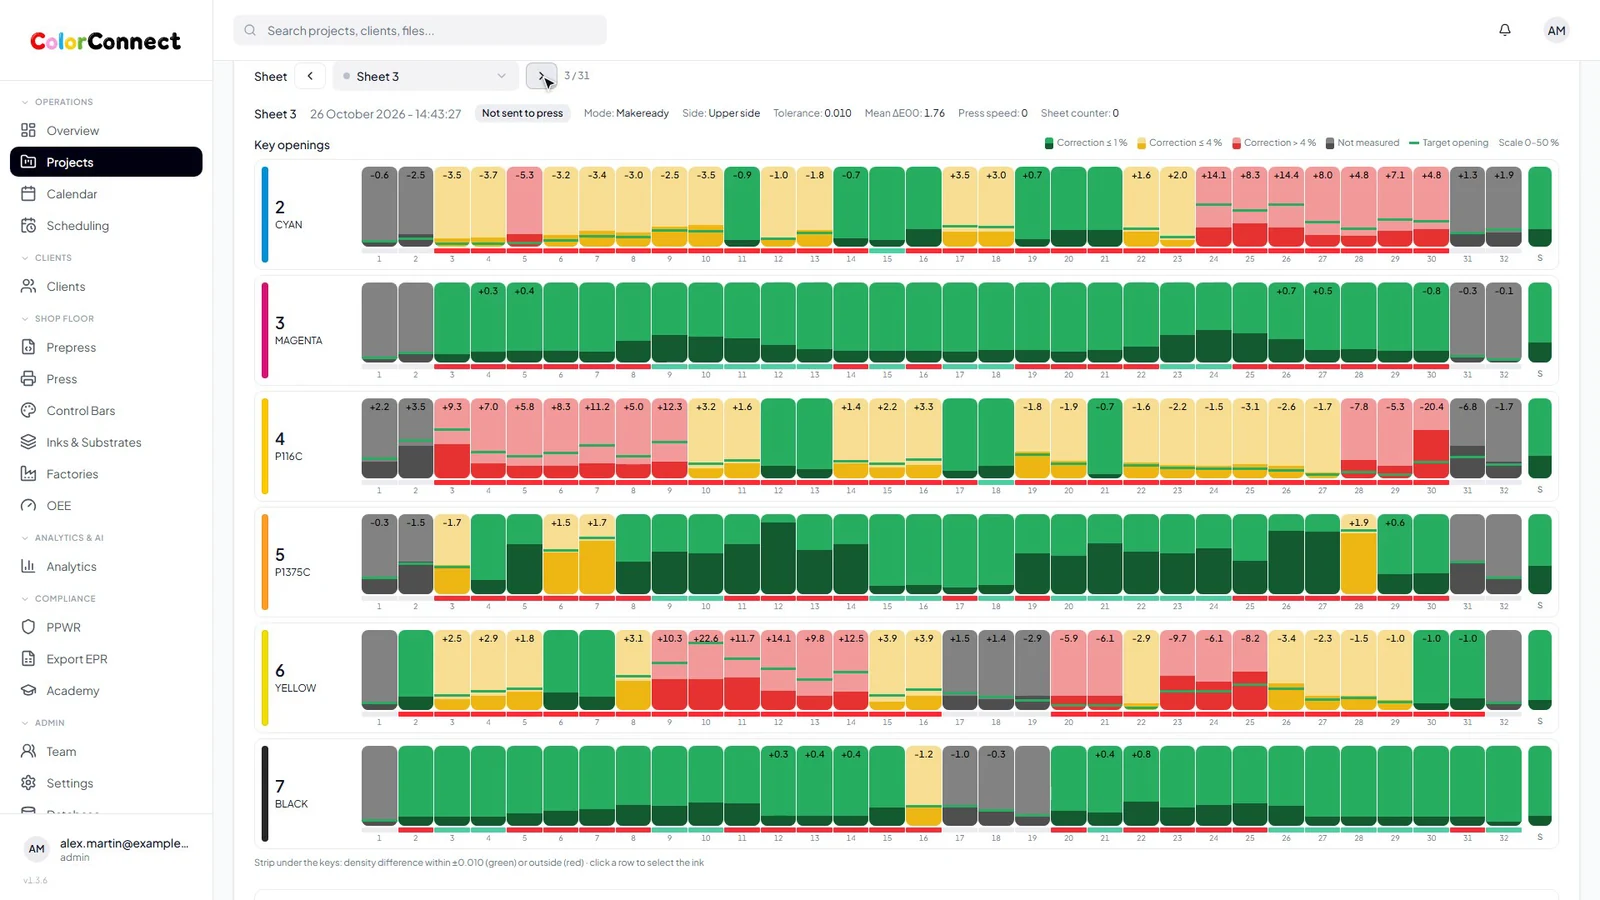 ColorConnect
Search projects, clients, files...
AM
OPERATIONS
Overview
Projects
Calendar
Scheduling
CLIENTS
Clients
SHOP FLOOR
Prepress
Press
Control Bars
Inks & Substrates
Factories
OEE
ANALYTICS & AI
Analytics
COMPLIANCE
PPWR
Export EPR
Academy
ADMIN
Team
Settings
AM alex.martin@example...
admin
v1.3.6
Sheet Sheet 3 3 / 31
Sheet 3 26 October 2026 - 14:43:27 Not sent to press Mode: Makeready Side: Upper side Tolerance: 0.010 Mean ΔE00: 1.76 Press speed: 0 Sheet counter: 0
Key openings Correction ≤ 1 % Correction ≤ 4 % Correction > 4 % Not measured Target opening Scale 0-50 %
-0.6 -2.5 -3.5 -3.7 -5.3 -3.2 -3.4 -3.0 -2.5 -3.5 -0.9 -1.0 -1.8 -0.7 +3.5 +3.0 +0.7 +1.6 +2.0 +14.1 +8.3 +14.4 +8.0 +4.8 +7.1 +4.8 +1.3 +1.9
2
CYAN
1 2 3 4 5 6 7 8 9 10 11 12 13 14 15 16 17 18 19 20 21 22 23 24 25 26 27 28 29 30 31 32 S
+0.3 +0.4 +0.7 +0.5 -0.8 -0.3 -0.1
3
MAGENTA
1 2 3 4 5 6 7 8 9 10 11 12 13 14 15 16 17 18 19 20 21 22 23 24 25 26 27 28 29 30 31 32 S
+2.2 +3.5 +9.3 +7.0 +5.8 +8.3 +11.2 +5.0 +12.3 +3.2 +1.6 +1.4 +2.2 +3.3 -1.8 -1.9 -0.7 -1.6 -2.2 -1.5 -3.1 -2.6 -1.7 -7.8 -5.3 -20.4 -6.8 -1.7
4
P116C
1 2 3 4 5 6 7 8 9 10 11 12 13 14 15 16 17 18 19 20 21 22 23 24 25 26 27 28 29 30 31 32 S
-0.3 -1.5 -1.7 +1.5 +1.7 +1.9 +0.6
5
P1375C
1 2 3 4 5 6 7 8 9 10 11 12 13 14 15 16 17 18 19 20 21 22 23 24 25 26 27 28 29 30 31 32 S
+2.5 +2.9 +1.8 +3.1 +10.3 +22.6 +11.7 +14.1 +9.8 +12.5 +3.9 +3.9 +1.5 +1.4 -2.9 -5.9 -6.1 -2.9 -9.7 -6.1 -8.2 -3.4 -2.3 -1.5 -1.0 -1.0 -1.0
6
YELLOW
1 2 3 4 5 6 7 8 9 10 11 12 13 14 15 16 17 18 19 20 21 22 23 24 25 26 27 28 29 30 31 32 S
+0.3 +0.4 +0.4 -1.2 -1.0 -0.3 +0.4 +0.8
7
BLACK
1 2 3 4 5 6 7 8 9 10 11 12 13 14 15 16 17 18 19 20 21 22 23 24 25 26 27 28 29 30 31 32 S
Strip under the keys: density difference within ±0.010 (green) or outside (red) · click a row to select the ink